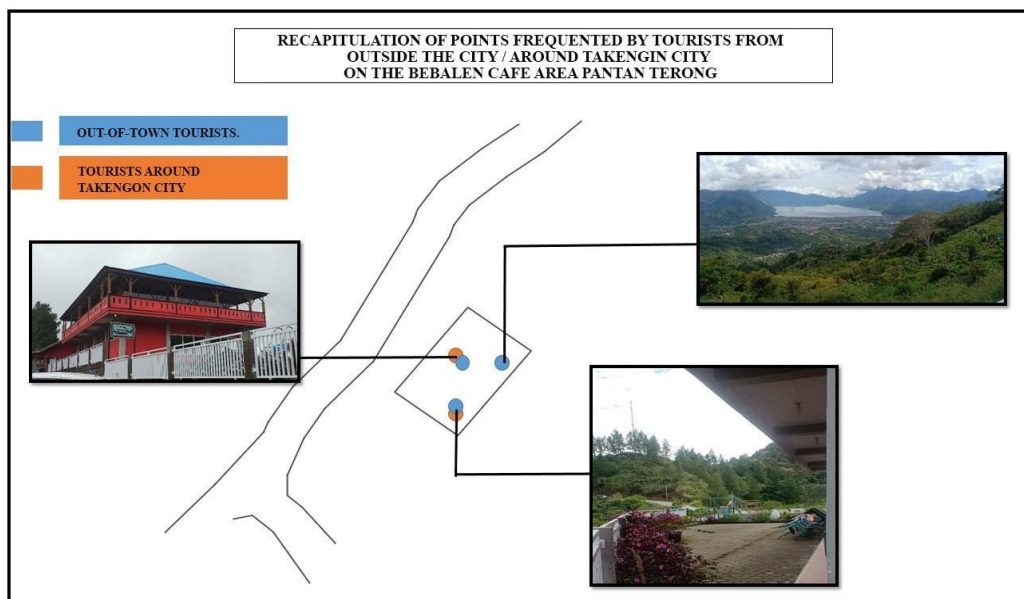 RECAPITULATION OF POINTS FREQUENTED BY TOURISTS FROM
OUTSIDE THE CITY / AROUND TAKENGIN CITY
ON THE BEBALEN CAFE AREA PANTAN TERONG
OUT-OF-TOWN TOURISTS.
TOURISTS AROUND
TAKENGON CITY